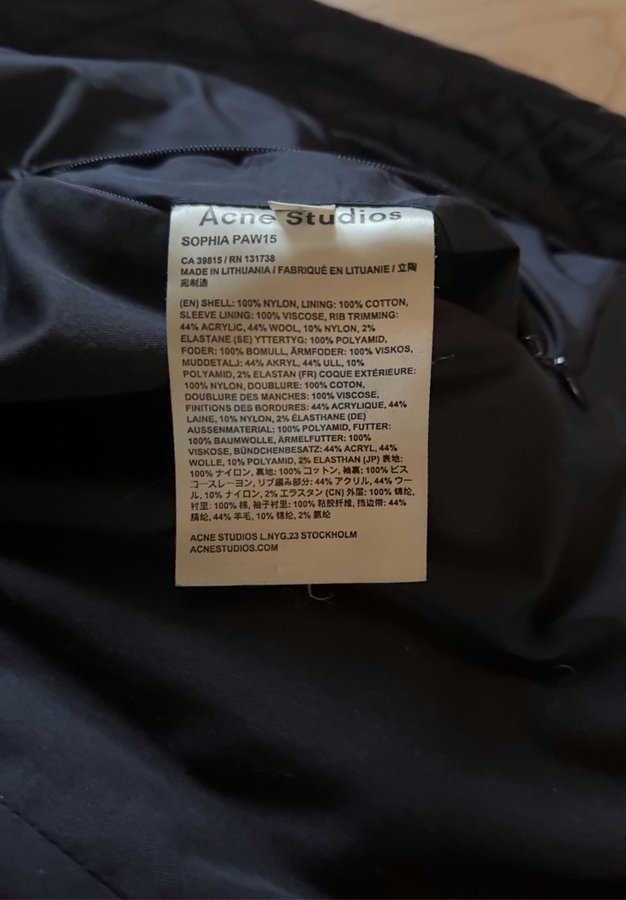 Acne Studios
SOPHIA PAW15
CA 39815 / RN 131738
MADE IN LITHUANIA / FABRIQUÉ EN LITUANIE / 立陶
宛制造
(EN) SHELL: 100% NYLON, LINING: 100% COTTON,
SLEEVE LINING: 100% VISCOSE, RIB TRIMMING:
44% ACRYLIC, 44% WOOL, 10% NYLON, 2%
ELASTANE (SE) YTTERTYG: 100% POLYAMID,
FODER: 100% BOMULL, ÄRMFODER: 100% VISKOS,
MUDDETALJ: 44% AKRYL, 44% ULL, 10%
POLYAMID, 2% ELASTAN (FR) COQUE EXTÉRIEURE:
100% NYLON, DOUBLURE: 100% COTON,
DOUBLURE DES MANCHES: 100% VISCOSE,
FINITIONS DES BORDURES: 44% ACRYLIQUE, 44%
LAINE, 10% NYLON, 2% ÉLASTHANE (DE)
AUSSENMATERIAL: 100% POLYAMID, FUTTER:
100% BAUMWOLLE, ÄRMELFUTTER: 100%
VISKOSE, BÜNDCHENBESATZ: 44% ACRYL, 44%
WOLLE, 10% POLYAMID, 2% ELASTHAN (JP) 表地:
100% ナイロン, 裏地: 100% コットン, 袖裏: 100% ビス
コースレーヨン, リブ編み部分: 44% アクリル, 44% ウー
ル, 10% ナイロン, 2% エラスタン (CN) 外层: 100% 锦纶,
衬里: 100% 棉, 袖子衬里: 100% 粘胶纤维, 挡边带: 44%
腈纶, 44% 羊毛, 10% 锦纶, 2% 氨纶
ACNE STUDIOS L.NYG.23 STOCKHOLM
ACNESTUDIOS.COM